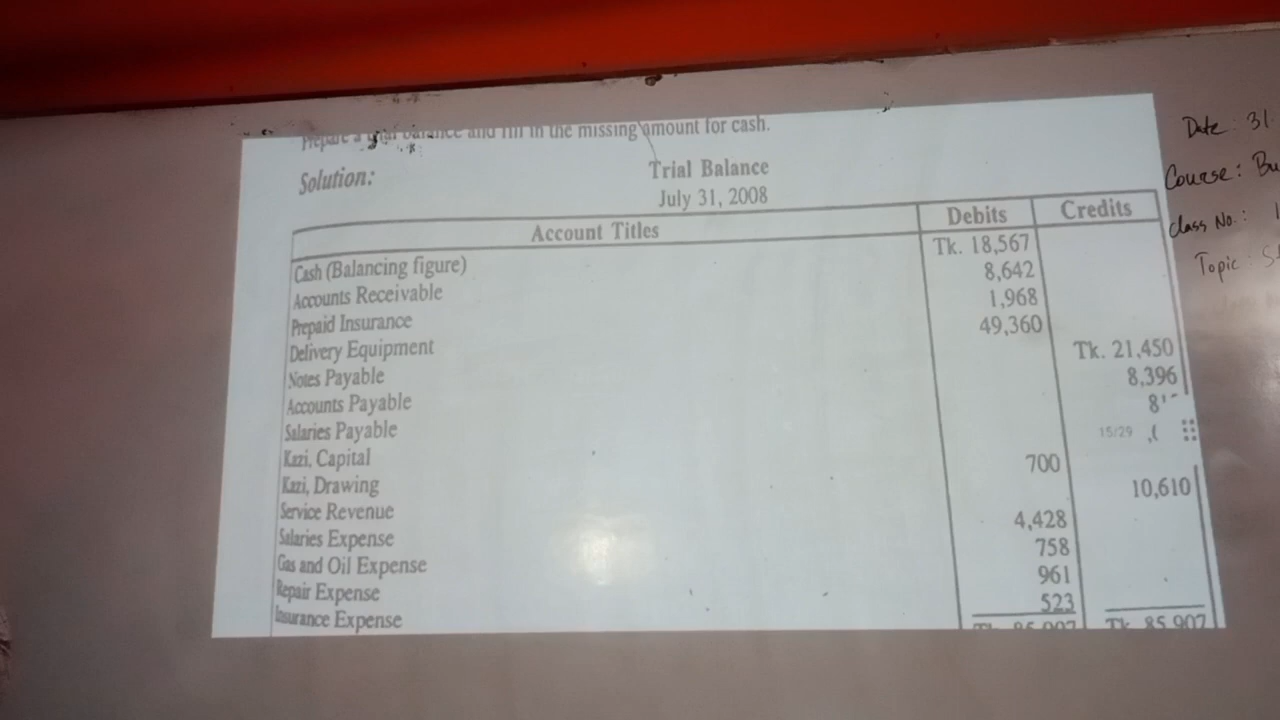 Prepare a trial balance and fill in the missing amount for cash.
Solution:
Trial Balance
July 31, 2008
Account Titles Debits Credits
Cash (Balancing figure) Tk. 18,567
Accounts Receivable 8,642
Prepaid Insurance 1,968
Delivery Equipment 49,360
Notes Payable Tk. 21,450
Accounts Payable 8,396
Salaries Payable
15/29
Kazi, Capital
Kazi, Drawing 700
Service Revenue 10,610
Salaries Expense 4,428
Gas and Oil Expense 758
Repair Expense 961
Insurance Expense 523
Tk. 85,907
Date: 31
Course:
Class No.:
Topic: